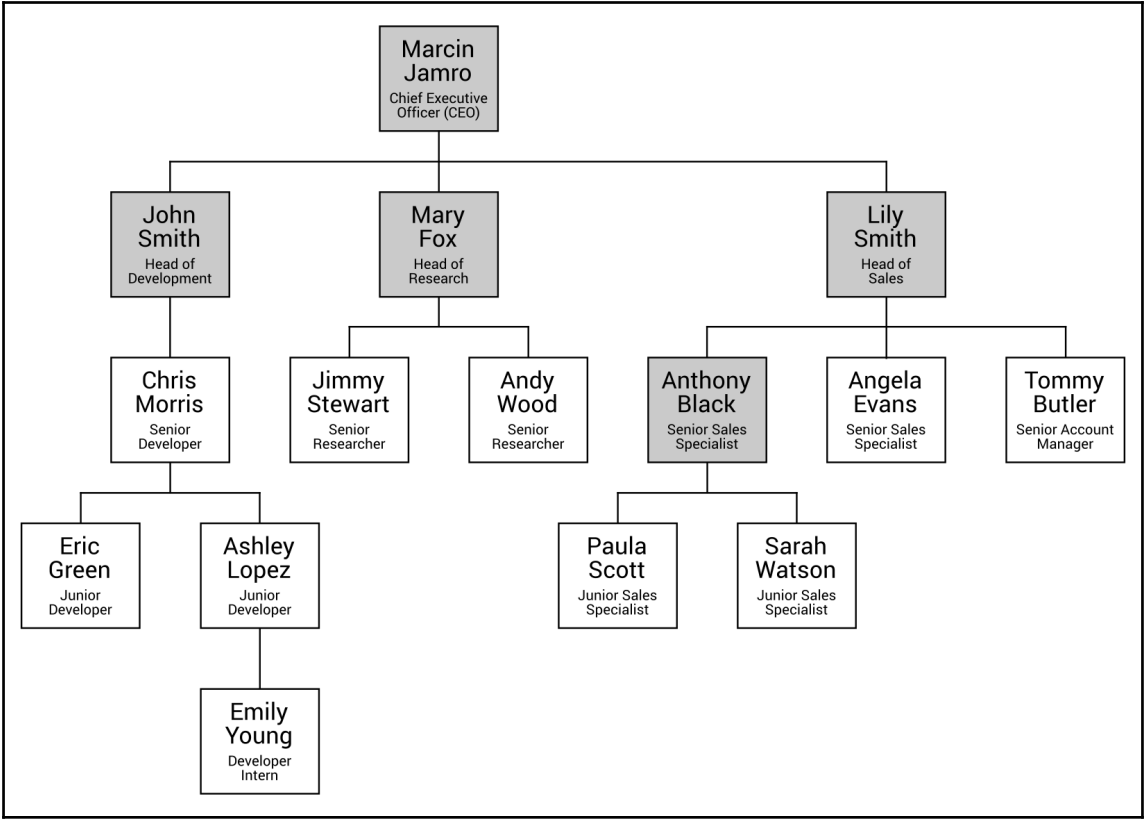 Marcin
Jamro
Chief Executive
Officer (CEO)
John
Smith
Head of
Development
Mary
Fox
Head of
Research
Lily
Smith
Head of
Sales
Chris
Morris
Senior
Developer
Jimmy
Stewart
Senior
Researcher
Andy
Wood
Senior
Researcher
Anthony
Black
Senior Sales
Specialist
Angela
Evans
Senior Sales
Specialist
Tommy
Butler
Senior Account
Manager
Eric
Green
Junior
Developer
Ashley
Lopez
Junior
Developer
Paula
Scott
Junior Sales
Specialist
Sarah
Watson
Junior Sales
Specialist
Emily
Young
Developer
Intern